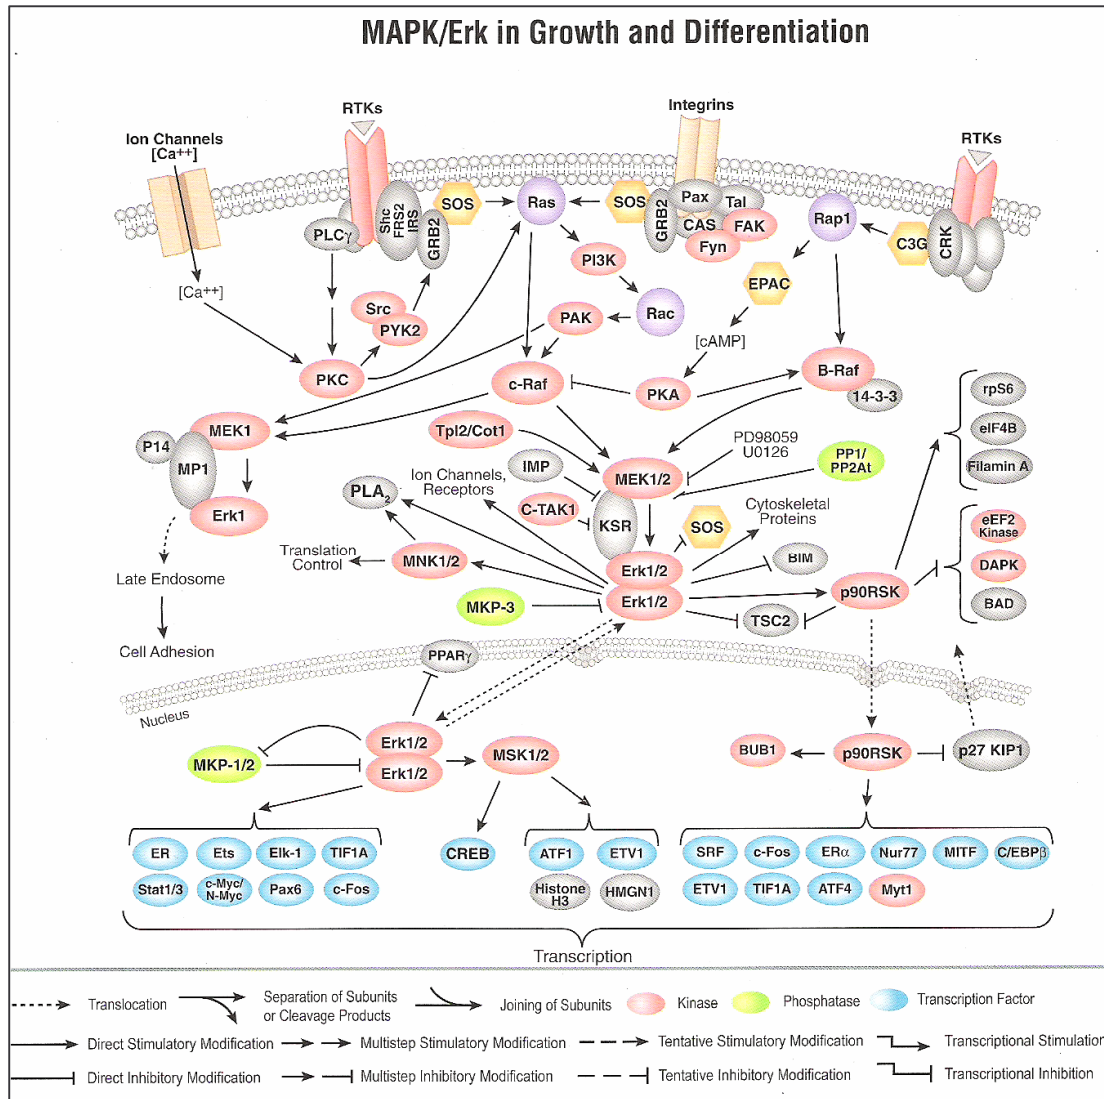 MAPK/Erk in Growth and Differentiation
RTKs
Integrins
Ion Channels
[Ca++]
RTKs
SOS
Ras
SOS
Pax
Tal
Rap1
C3G
CRK
Shc
FRS2
IRS
GRB2
PLCγ
GRB2
CAS
FAK
Fyn
PI3K
EPAC
[Ca++]
Src
PYK2
PAK
Rac
[cAMP]
PKC
c-Raf
PKA
B-Raf
14-3-3
rpS6
eIF4B
Filamin A
MEK1
P14
MP1
Erk1
Tpl2/Cot1
PD98059
U0126
PP1/
PP2At
IMP
MEK1/2
Ion Channels,
Receptors
PLA2
C-TAK1
KSR
SOS
Cytoskeletal
Proteins
eEF2
Kinase
DAPK
BAD
Translation
Control
MNK1/2
Erk1/2
Erk1/2
BIM
p90RSK
MKP-3
TSC2
Late Endosome
Cell Adhesion
PPARγ
Nucleus
MKP-1/2
Erk1/2
Erk1/2
MSK1/2
BUB1
p90RSK
p27 KIP1
ER
Ets
Elk-1
TIF1A
Stat1/3
c-Myc/
N-Myc
Pax6
c-Fos
CREB
ATF1
ETV1
Histone
H3
HMGN1
SRF
c-Fos
ERα
Nur77
MITF
C/EBPβ
ETV1
TIF1A
ATF4
Myt1
Transcription
Translocation
Separation of Subunits
or Cleavage Products
Joining of Subunits
Kinase
Phosphatase
Transcription Factor
Direct Stimulatory Modification
Multistep Stimulatory Modification
Tentative Stimulatory Modification
Transcriptional Stimulation
Direct Inhibitory Modification
Multistep Inhibitory Modification
Tentative Inhibitory Modification
Transcriptional Inhibition